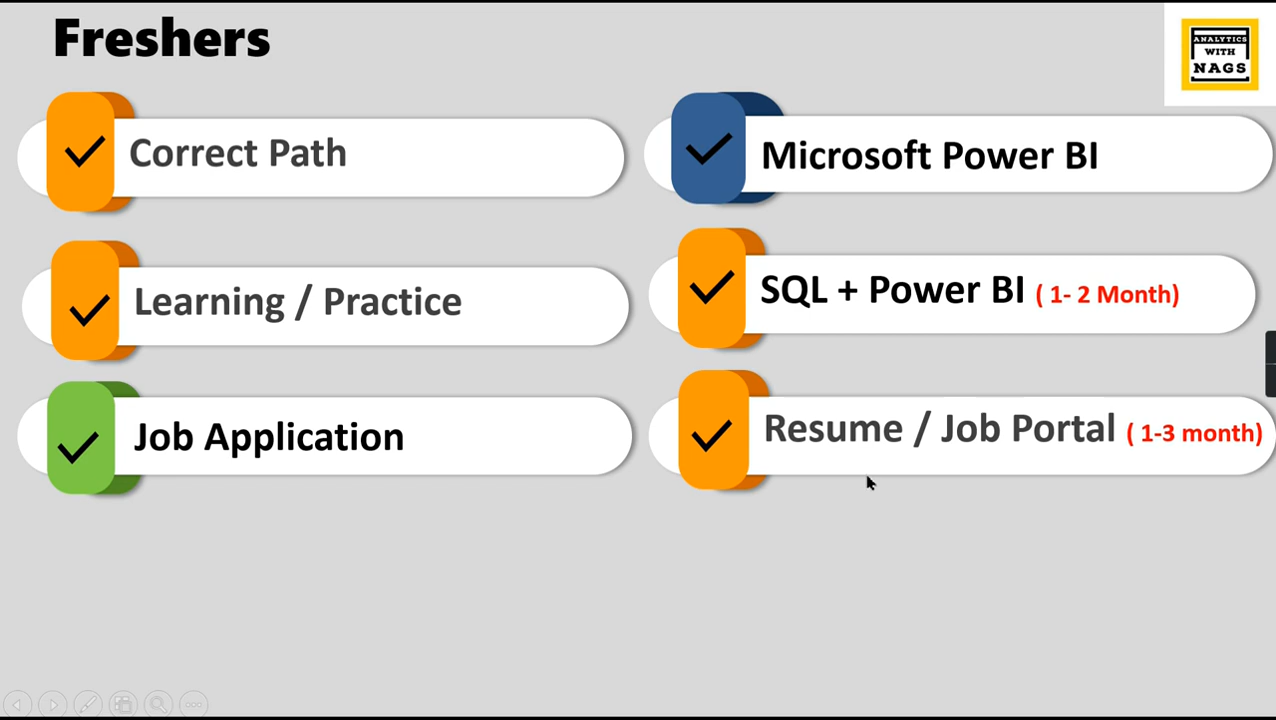 Freshers
ANALYTICS
WITH
NAGS
Correct Path
Microsoft Power BI
Learning / Practice
SQL + Power BI ( 1- 2 Month)
Job Application
Resume / Job Portal ( 1-3 month)